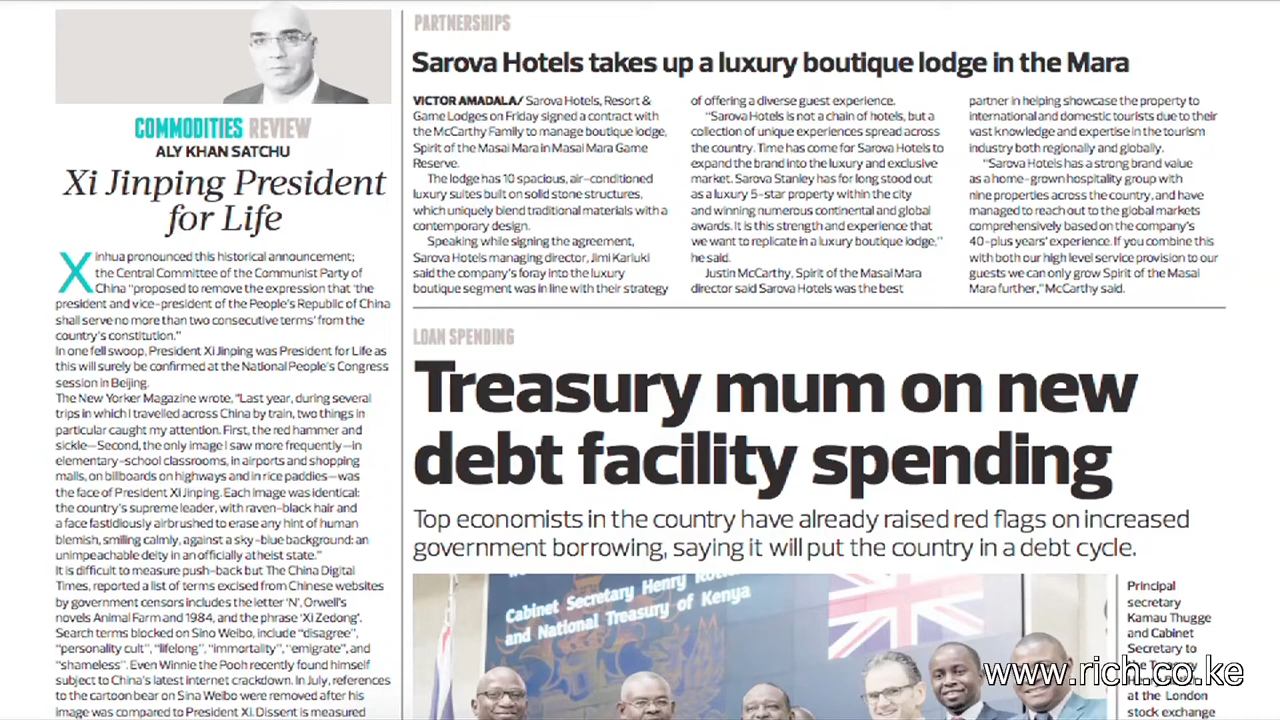 COMMODITIES REVIEW
ALY KHAN SATCHU
Xi Jinping President
for Life
Xinhua pronounced this historical announcement;
the Central Committee of the Communist Party of
China "proposed to remove the expression that 'the
president and vice-president of the People's Republic of China
shall serve no more than two consecutive terms' from the
country's constitution."
In one fell swoop, President Xi Jinping was President for Life as
this will surely be confirmed at the National People's Congress
session in Beijing.
The New Yorker Magazine wrote, "Last year, during several
trips in which I travelled across China by train, two things in
particular caught my attention. First, the red hammer and
sickle—Second, the only image I saw more frequently—in
elementary-school classrooms, in airports and shopping
malls, on billboards on highways and in rice paddies—was
the face of President Xi Jinping. Each image was identical:
the country's supreme leader, with raven-black hair and
a face fastidiously airbrushed to erase any hint of human
blemish, smiling calmly, against a sky-blue background: an
unimpeachable deity in an officially atheist state."
It is difficult to measure push-back but The China Digital
Times, reported a list of terms excised from Chinese websites
by government censors includes the letter 'N', Orwell's
novels Animal Farm and 1984, and the phrase 'Xi Zedong'.
Search terms blocked on Sino Weibo, include "disagree",
"personality cult", "lifelong", "immortality", "emigrate", and
"shameless". Even Winnie the Pooh recently found himself
subject to China's latest internet crackdown. In July, references
to the cartoon bear on Sina Weibo were removed after his
image was compared to President Xi. Dissent is measured
PARTNERSHIPS
Sarova Hotels takes up a luxury boutique lodge in the Mara
VICTOR AMADALA/ Sarova Hotels, Resort &
Game Lodges on Friday signed a contract with
the McCarthy Family to manage boutique lodge,
Spirit of the Masai Mara in Masai Mara Game
Reserve.
The lodge has 10 spacious, air-conditioned
luxury suites built on solid stone structures,
which uniquely blend traditional materials with a
contemporary design.
Speaking while signing the agreement,
Sarova Hotels managing director, Jimi Kariuki
said the company's foray into the luxury
boutique segment was in line with their strategy
of offering a diverse guest experience.
"Sarova Hotels is not a chain of hotels, but a
collection of unique experiences spread across
the country. Time has come for Sarova Hotels to
expand the brand into the luxury and exclusive
market. Sarova Stanley has for long stood out
as a luxury 5-star property within the city
and winning numerous continental and global
awards. It is this strength and experience that
we want to replicate in a luxury boutique lodge,"
he said.
Justin McCarthy, Spirit of the Masai Mara
director said Sarova Hotels was the best
partner in helping showcase the property to
international and domestic tourists due to their
vast knowledge and expertise in the tourism
industry both regionally and globally.
"Sarova Hotels has a strong brand value
as a home-grown hospitality group with
nine properties across the country, and have
managed to reach out to the global markets
comprehensively based on the company's
40-plus years' experience. If you combine this
with both our high level service provision to our
guests we can only grow Spirit of the Masai
Mara further," McCarthy said.
LOAN SPENDING
Treasury mum on new
debt facility spending
Top economists in the country have already raised red flags on increased
government borrowing, saying it will put the country in a debt cycle.
Cabinet Secretary Henry
and National Treasury of Kenya
Principal
secretary
Kamau Thugge
and Cabinet
Secretary to
at the London
stock exchange
www.rich.co.ke